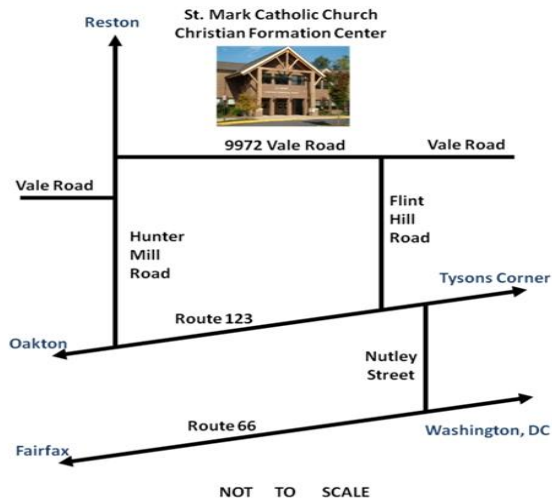 St. Mark Catholic Church
Christian Formation Center
Reston
9972 Vale Road
Vale Road
Vale Road
Flint
Hill
Road
Hunter
Mill
Road
Tysons Corner
Route 123
Oakton
Nutley
Street
Route 66
Washington, DC
Fairfax
NOT TO SCALE